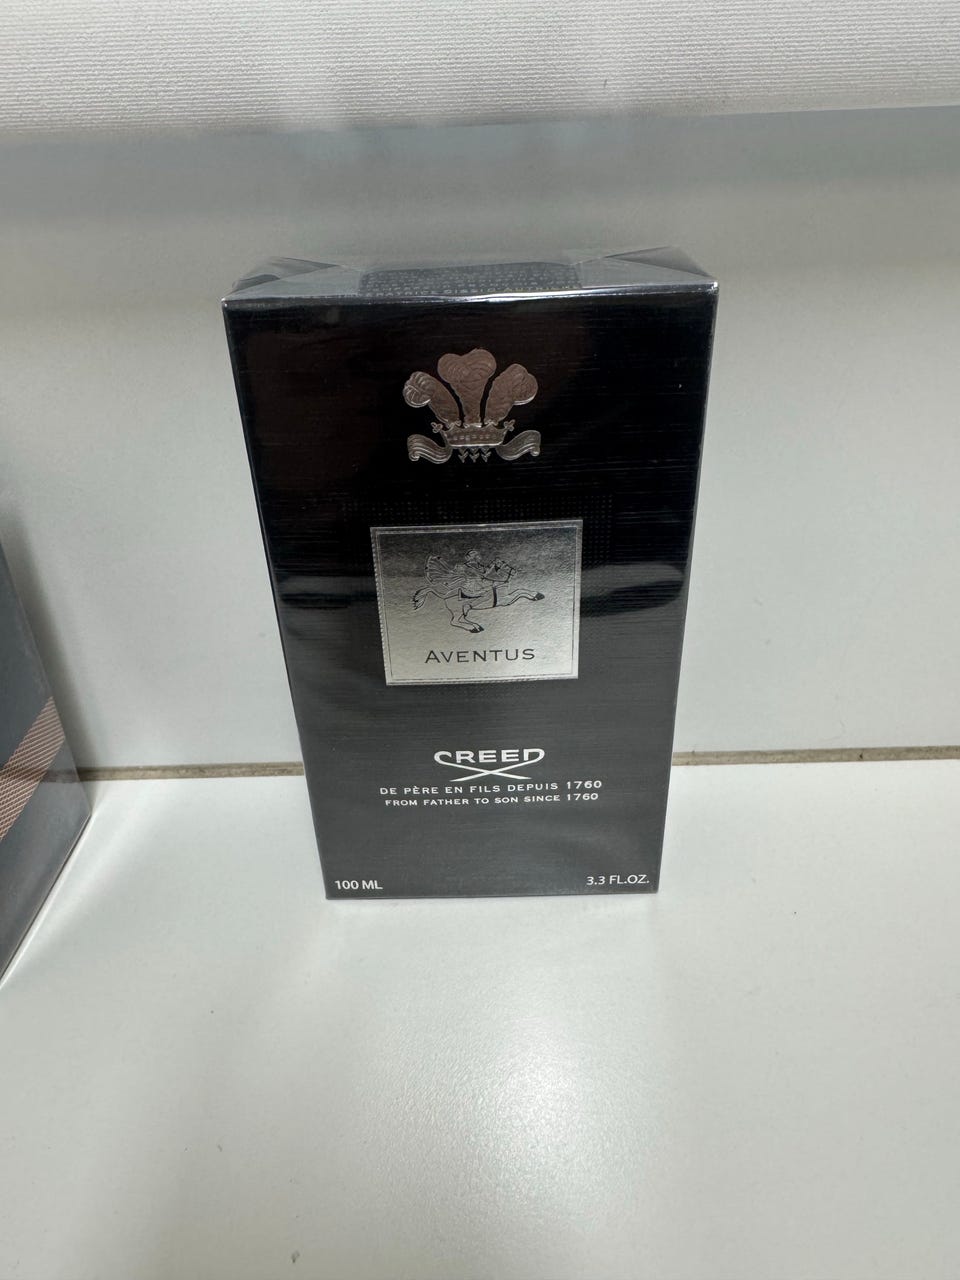 AVENTUS
CREED
DE PÈRE EN FILS DEPUIS 1760
FROM FATHER TO SON SINCE 1760
100 ML
3.3 FL.OZ.